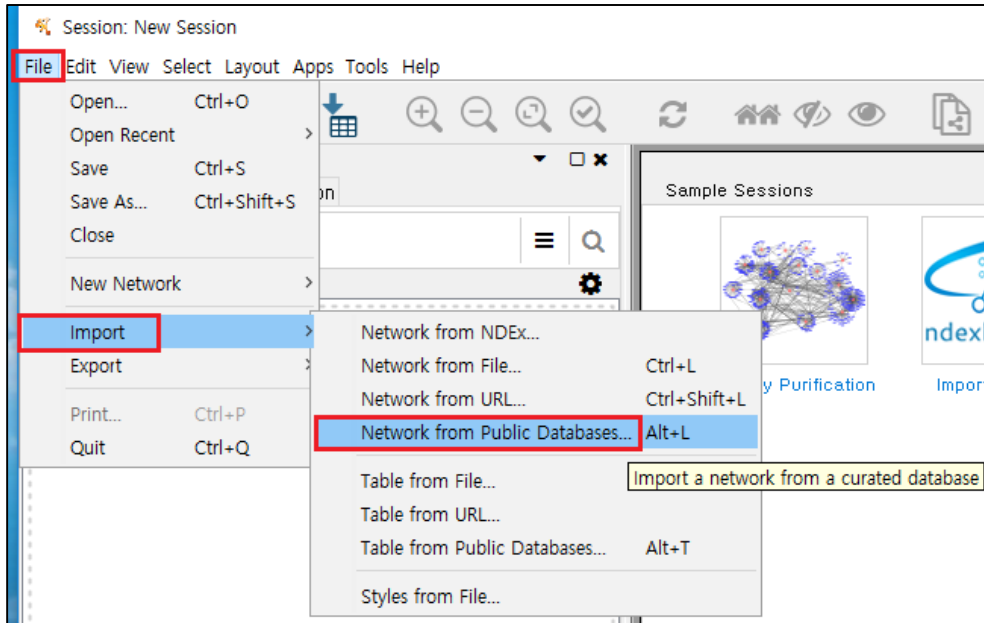 Session: New Session
File Edit View Select Layout Apps Tools Help
Open... Ctrl+O
Open Recent
Save Ctrl+S
Save As... Ctrl+Shift+S
Close
New Network
Import
Export
Print... Ctrl+P
Quit Ctrl+Q
on
Sample Sessions
y Purification
ndex
Impor
Network from NDEx...
Network from File... Ctrl+L
Network from URL... Ctrl+Shift+L
Network from Public Databases... Alt+L
Import a network from a curated database
Table from File...
Table from URL...
Table from Public Databases... Alt+T
Styles from File...